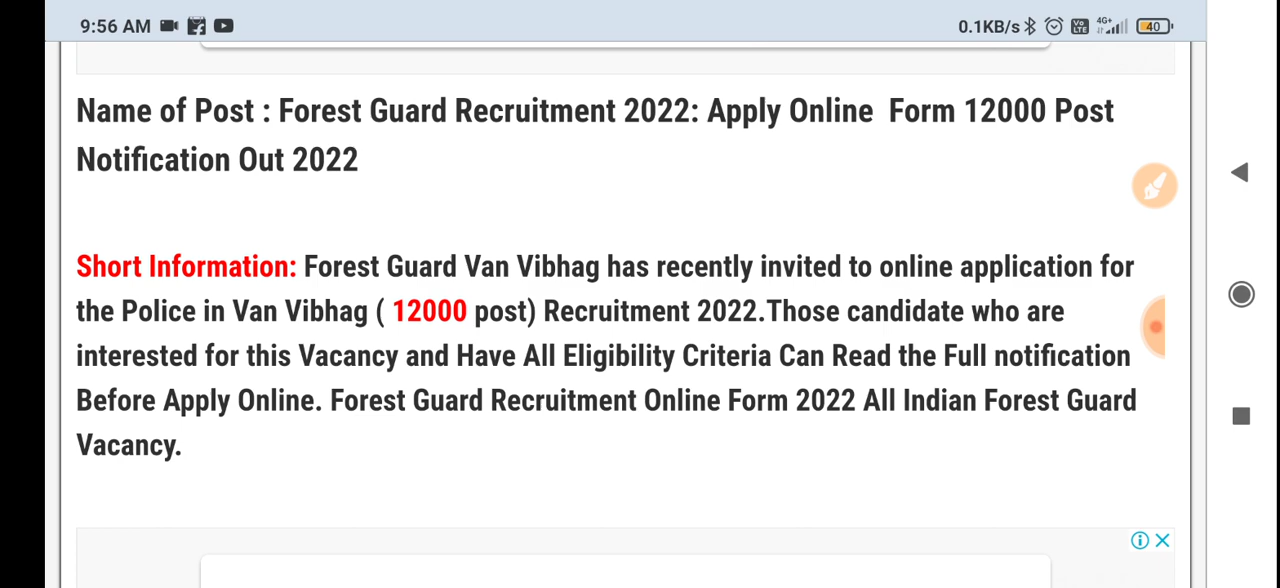 9:56 AM 0.1KB/s Vo LTE 4G+ 40
Name of Post : Forest Guard Recruitment 2022: Apply Online Form 12000 Post
Notification Out 2022
Short Information: Forest Guard Van Vibhag has recently invited to online application for
the Police in Van Vibhag ( 12000 post) Recruitment 2022.Those candidate who are
interested for this Vacancy and Have All Eligibility Criteria Can Read the Full notification
Before Apply Online. Forest Guard Recruitment Online Form 2022 All Indian Forest Guard
Vacancy.